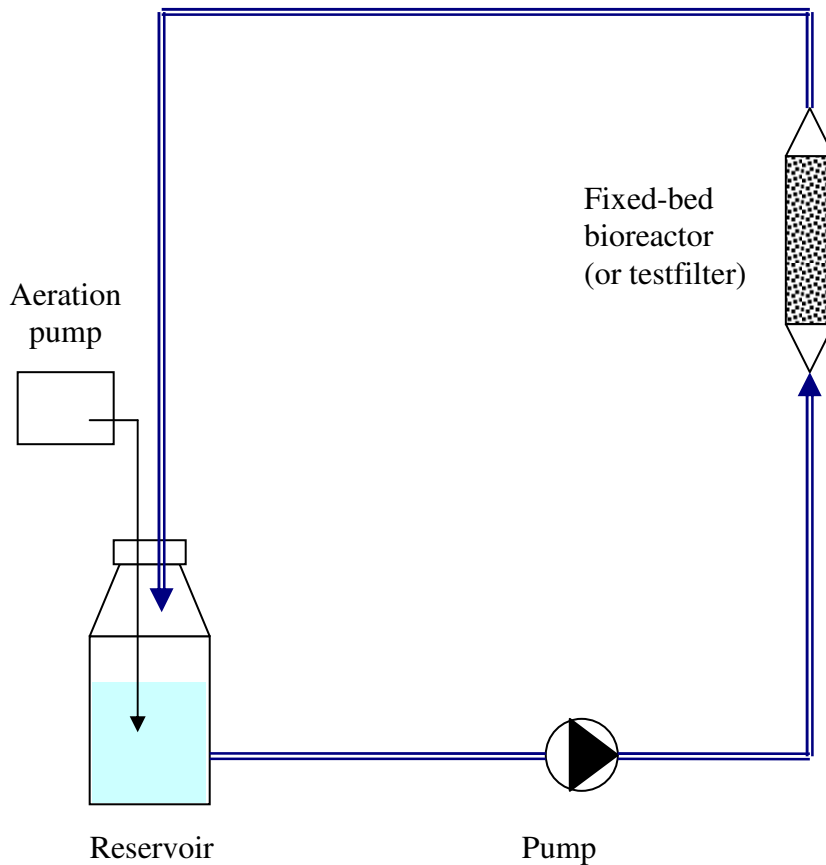 Fixed-bed
bioreactor
(or testfilter)
Aeration
pump
Reservoir
Pump